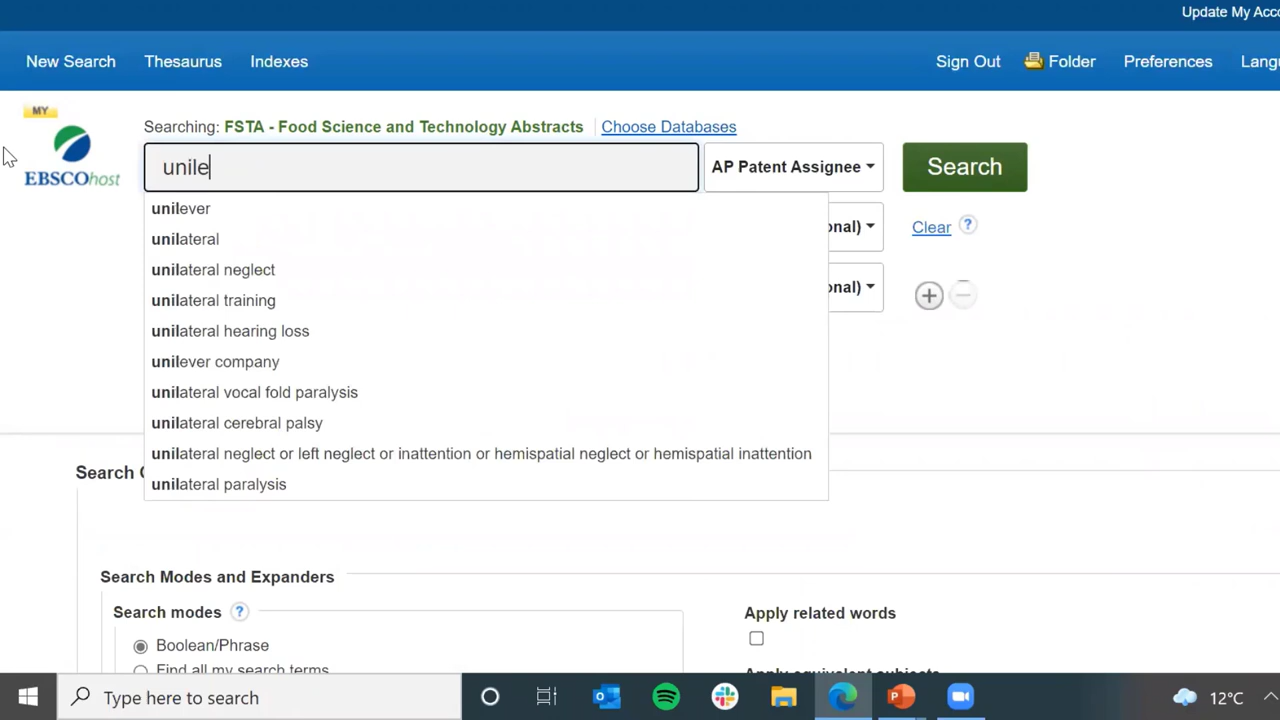 Update My Acco
New Search Thesaurus Indexes Sign Out Folder Preferences Lang
MY
EBSCOhost
Searching: FSTA - Food Science and Technology Abstracts Choose Databases
unile AP Patent Assignee Search
unilever
onal) Clear ?
unilateral
unilateral neglect
unilateral training
onal) + −
unilateral hearing loss
unilever company
unilateral vocal fold paralysis
unilateral cerebral palsy
unilateral neglect or left neglect or inattention or hemispatial neglect or hemispatial inattention
Search O
unilateral paralysis
Search Modes and Expanders
Search modes ?
Apply related words
Boolean/Phrase
Find all my search terms
Apply equivalent subjects
Type here to search
12°C